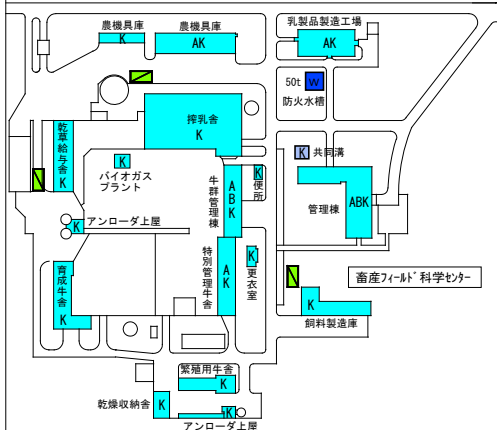 農機具庫
K
農機具庫
AK
乳製品製造工場
AK
50t
W
防火水槽
搾乳舎
K
乾草給与舎
K
K
バイオガス
プラント
牛群管理棟
ABK
K
便所
K
共同溝
管理棟
ABK
K
アンローダ上屋
特別管理牛舎
AK
K
更衣室
畜産フィールド科学センター
育成牛舎
K
K
飼料製造庫
繁殖用牛舎
K
乾燥収納舎
K
K
アンローダ上屋